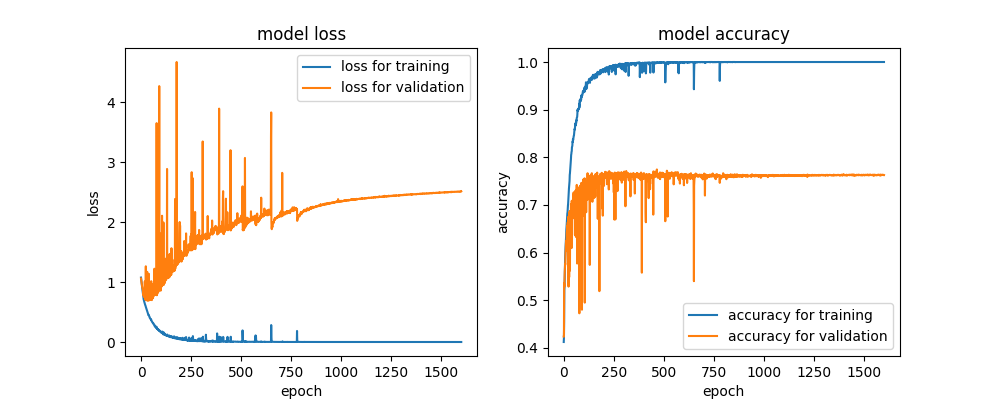 model loss
loss for training
loss for validation
4
3
2
1
0
loss
0 250 500 750 1000 1250 1500
epoch
model accuracy
1.0
0.9
0.8
0.7
0.6
0.5
0.4
accuracy
accuracy for training
accuracy for validation
0 250 500 750 1000 1250 1500
epoch